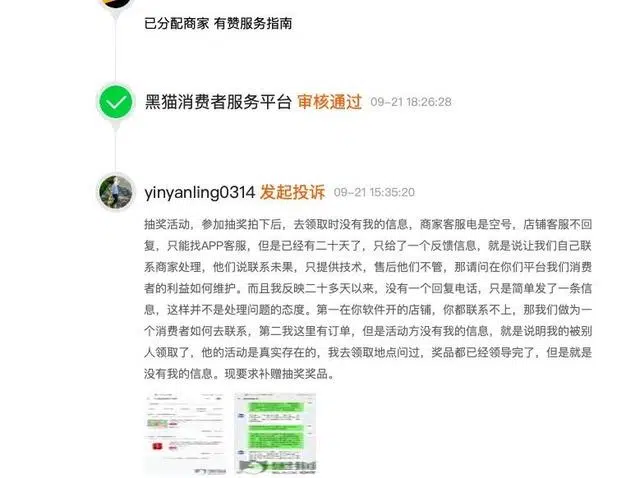 已分配商家 有赞服务指南
黑猫消费者服务平台 审核通过 09-21 18:26:28
yinyanling0314 发起投诉 09-21 15:35:20
抽奖活动，参加抽奖拍下后，去领取时没有我的信息，商家客服电是空号，店铺客服不回
复，只能找APP客服，但是已经有二十天了，只给了一个反馈信息，就是说让我们自己联
系商家处理，他们说联系未果，只提供技术，售后他们不管，那请问在你们平台我们消费
者的利益如何维护。而且我反映二十多天以来，没有一个回复电话，只是简单发了一条信
息，这样并不是处理问题的态度。第一在你软件开的店铺，你都联系不上，那我们做为一
个消费者如何去联系，第二我这里有订单，但是活动方没有我的信息，就是说明我的被别
人领取了，他的活动是真实存在的，我去领取地点问过，奖品都已经领导完了，但是就是
没有我的信息。现要求补赠抽奖奖品。